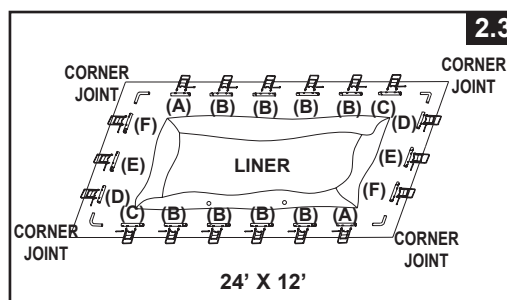 2.3
CORNER
JOINT
CORNER
JOINT
(A) (B) (B) (B) (B) (C)
(F) (D)
(E) LINER (E)
(D) (F)
(C) (B) (B) (B) (B) (A)
CORNER
JOINT
CORNER
JOINT
24' X 12'